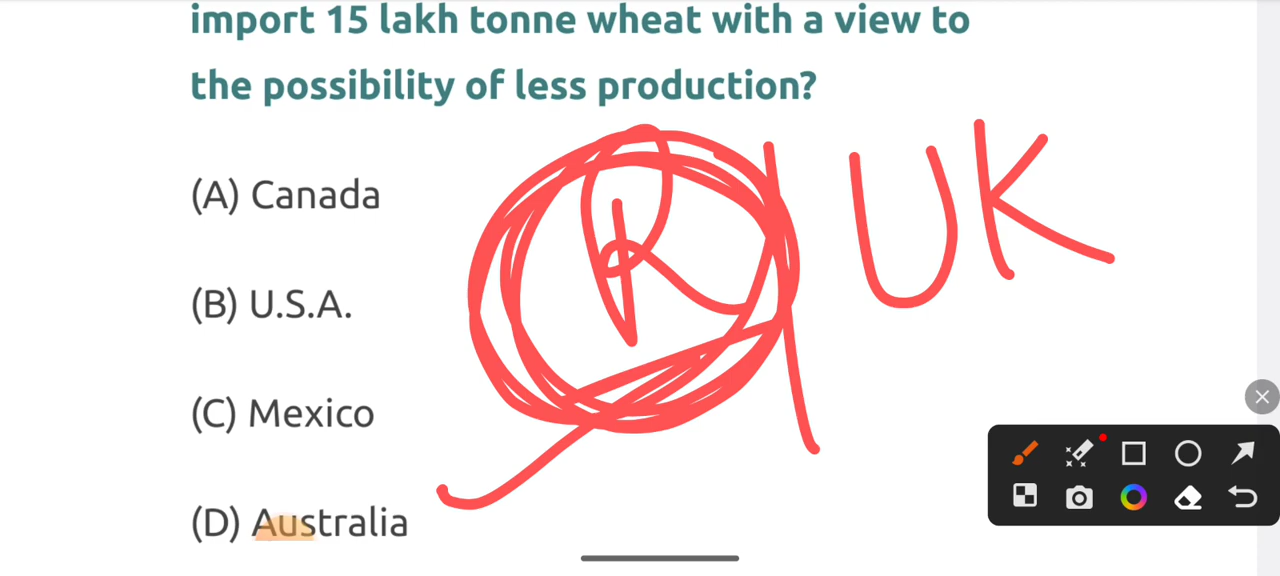 import 15 lakh tonne wheat with a view to
the possibility of less production?
(A) Canada
R UK
(B) U.S.A.
(C) Mexico
(D) Australia